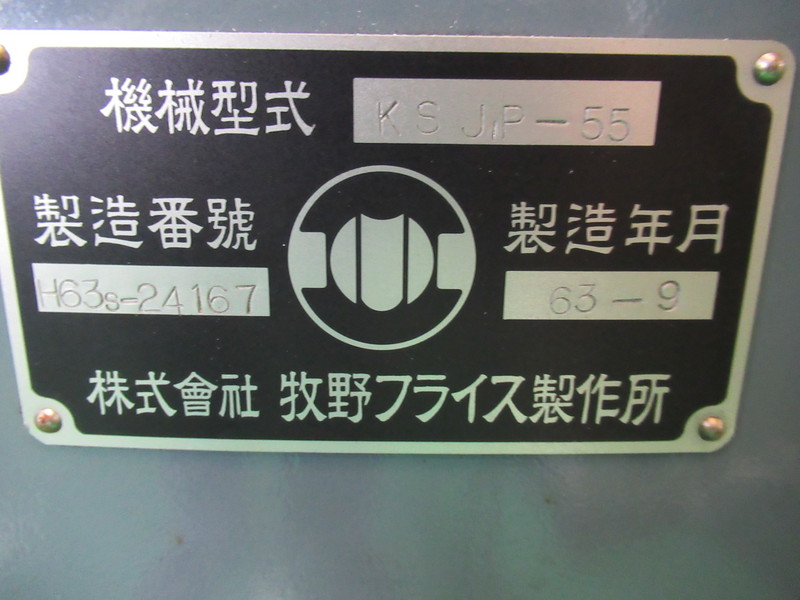 機械型式 KSJP-55
製造番號 製造年月
H63s-24167 63-9
株式會社 牧野フライス製作所